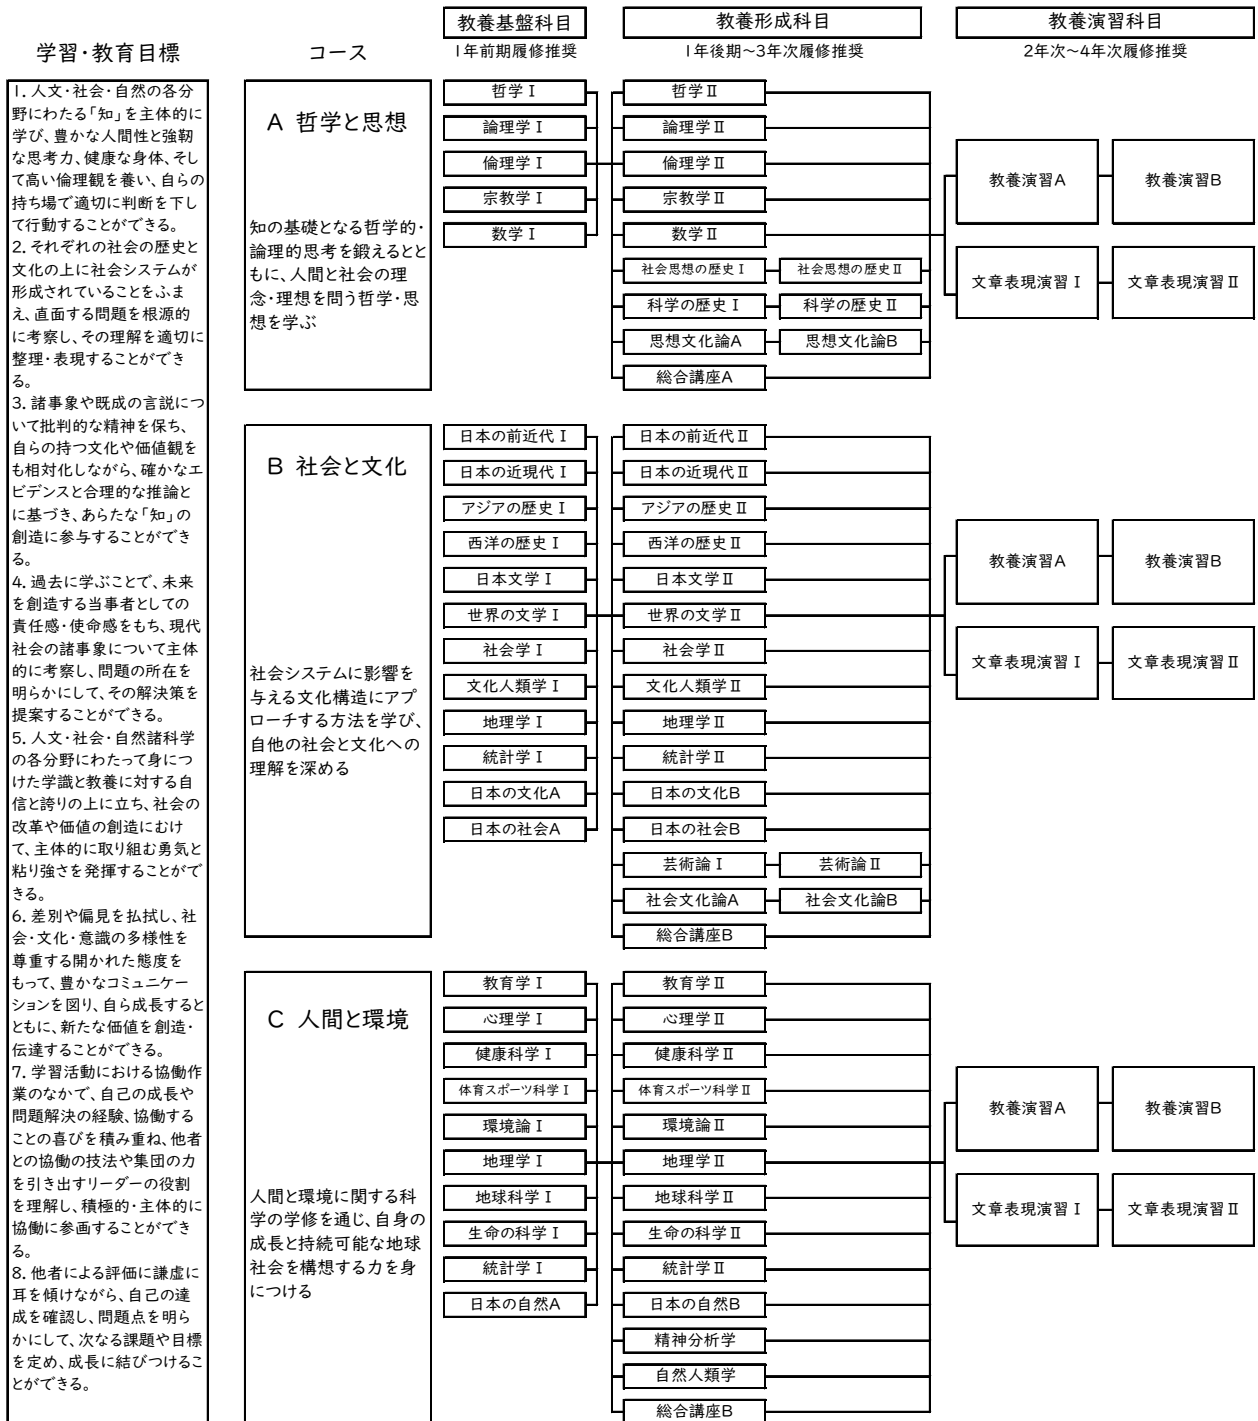 教養基盤科目 教養形成科目 教養演習科目
学習・教育目標 コース 1年前期履修推奨 1年後期～3年次履修推奨 2年次～4年次履修推奨
1. 人文・社会・自然の各分
野にわたる「知」を主体的に
学び、豊かな人間性と強靭
な思考力、健康な身体、そし
て高い倫理観を養い、自らの
持ち場で適切に判断を下し
て行動することができる。
2. それぞれの社会の歴史と
文化の上に社会システムが
形成されていることをふま
え、直面する問題を根源的
に考察し、その理解を適切に
整理・表現することができ
る。
3. 諸事象や既成の言説につ
いて批判的な精神を保ち、
自らの持つ文化や価値観を
も相対化しながら、確かなエ
ビデンスと合理的な推論と
に基づき、あらたな「知」の
創造に参与することができ
る。
4. 過去に学ぶことで、未来
を創造する当事者としての
責任感・使命感をもち、現代
社会の諸事象について主体
的に考察し、問題の所在を
明らかにして、その解決策を
提案することができる。
5. 人文・社会・自然諸科学
の各分野にわたって身につ
けた学識と教養に対する自
信と誇りの上に立ち、社会の
改革や価値の創造にむけ
て、主体的に取り組む勇気と
粘り強さを発揮することがで
きる。
6. 差別や偏見を払拭し、社
会・文化・意識の多様性を
尊重する開かれた態度を
もって、豊かなコミュニケー
ションを図り、自ら成長すると
ともに、新たな価値を創造・
伝達することができる。
7. 学習活動における協働作
業のなかで、自己の成長や
問題解決の経験、協働する
ことの喜びを積み重ね、他者
との協働の技法や集団の力
を引き出すリーダーの役割
を理解し、積極的・主体的に
協働に参画することができ
る。
8. 他者による評価に謙虚に
耳を傾けながら、自己の達
成を確認し、問題点を明ら
かにして、次なる課題や目標
を定め、成長に結びつけるこ
とができる。
A 哲学と思想
知の基礎となる哲学的・
論理的思考を鍛えるとと
もに、人間と社会の理
念・理想を問う哲学・思
想を学ぶ
哲学Ⅰ 哲学Ⅱ
論理学Ⅰ 論理学Ⅱ
倫理学Ⅰ 倫理学Ⅱ
宗教学Ⅰ 宗教学Ⅱ
数学Ⅰ 数学Ⅱ
社会思想の歴史Ⅰ 社会思想の歴史Ⅱ
科学の歴史Ⅰ 科学の歴史Ⅱ
思想文化論A 思想文化論B
総合講座A
教養演習A 教養演習B
文章表現演習Ⅰ 文章表現演習Ⅱ
B 社会と文化
社会システムに影響を
与える文化構造にアプ
ローチする方法を学び、
自他の社会と文化への
理解を深める
日本の前近代Ⅰ 日本の前近代Ⅱ
日本の近現代Ⅰ 日本の近現代Ⅱ
アジアの歴史Ⅰ アジアの歴史Ⅱ
西洋の歴史Ⅰ 西洋の歴史Ⅱ
日本文学Ⅰ 日本文学Ⅱ
世界の文学Ⅰ 世界の文学Ⅱ
社会学Ⅰ 社会学Ⅱ
文化人類学Ⅰ 文化人類学Ⅱ
地理学Ⅰ 地理学Ⅱ
統計学Ⅰ 統計学Ⅱ
日本の文化A 日本の文化B
日本の社会A 日本の社会B
芸術論Ⅰ 芸術論Ⅱ
社会文化論A 社会文化論B
総合講座B
教養演習A 教養演習B
文章表現演習Ⅰ 文章表現演習Ⅱ
C 人間と環境
人間と環境に関する科
学の学修を通じ、自身の
成長と持続可能な地球
社会を構想する力を身
につける
教育学Ⅰ 教育学Ⅱ
心理学Ⅰ 心理学Ⅱ
健康科学Ⅰ 健康科学Ⅱ
体育スポーツ科学Ⅰ 体育スポーツ科学Ⅱ
環境論Ⅰ 環境論Ⅱ
地理学Ⅰ 地理学Ⅱ
地球科学Ⅰ 地球科学Ⅱ
生命の科学Ⅰ 生命の科学Ⅱ
統計学Ⅰ 統計学Ⅱ
日本の自然A 日本の自然B
精神分析学
自然人類学
総合講座B
教養演習A 教養演習B
文章表現演習Ⅰ 文章表現演習Ⅱ